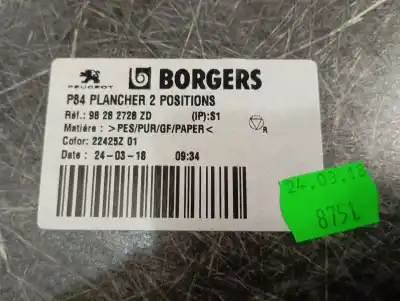 PEUGEOT
BORGERS
P84 PLANCHER 2 POSITIONS
Réf.: 98 28 2728 ZD (IP):S1
Matière : >PES/PUR/GF/PAPER<
Cofor: 22425Z 01
R
Date : 24-03-18 09:34
24.03.18
8751